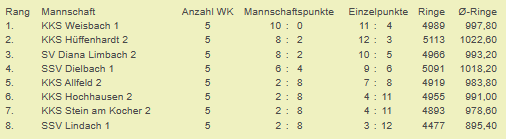 Rang Mannschaft Anzahl WK Mannschaftspunkte Einzelpunkte Ringe Ø-Ringe
1. KKS Weisbach 1 5 10 : 0 11 : 4 4989 997,80
2. KKS Hüffenhardt 2 5 8 : 2 12 : 3 5113 1022,60
3. SV Diana Limbach 2 5 8 : 2 10 : 5 4966 993,20
4. SSV Dielbach 1 5 6 : 4 9 : 6 5091 1018,20
5. KKS Allfeld 2 5 2 : 8 7 : 8 4919 983,80
6. KKS Hochhausen 2 5 2 : 8 4 : 11 4955 991,00
7. KKS Stein am Kocher 2 5 2 : 8 4 : 11 4893 978,60
8. SSV Lindach 1 5 2 : 8 3 : 12 4477 895,40